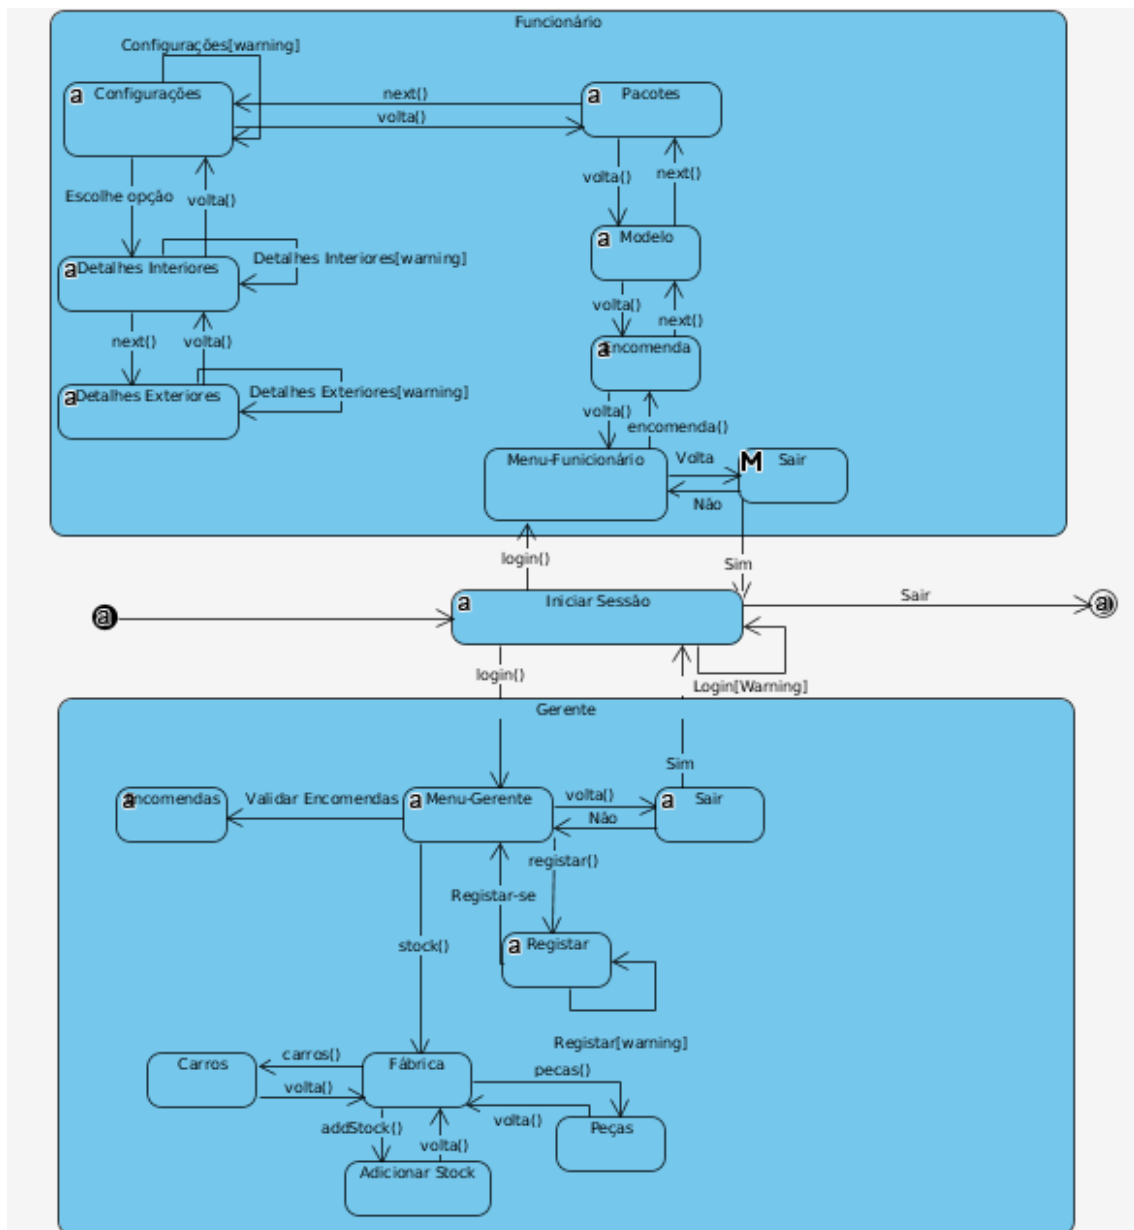 Funcionário
Configurações[warning]
a Configurações
next()
a Pacotes
volta()
Escolhe opção
volta()
volta()
next()
a Modelo
a Detalhes Interiores
Detalhes Interiores[warning]
volta()
next()
next()
volta()
a Encomenda
a Detalhes Exteriores
Detalhes Exteriores[warning]
volta()
encomenda()
Menu-Funicionário
Volta
M Sair
Não
login()
Sim
a
a Iniciar Sessão
Sair
a
login()
Login[Warning]
Gerente
Sim
a Encomendas
Validar Encomendas
a Menu-Gerente
volta()
a Sair
Não
registar()
Registar-se
stock()
a Registar
Registar[warning]
Carros
carros()
Fábrica
pecas()
volta()
volta()
addStock()
volta()
Peças
Adicionar Stock